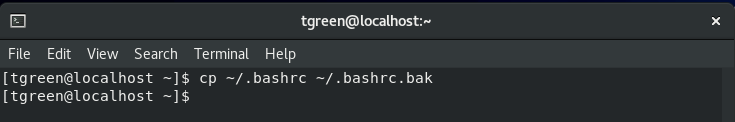 tgreen@localhost:~
File Edit View Search Terminal Help
[tgreen@localhost ~]$ cp ~/.bashrc ~/.bashrc.bak
[tgreen@localhost ~]$